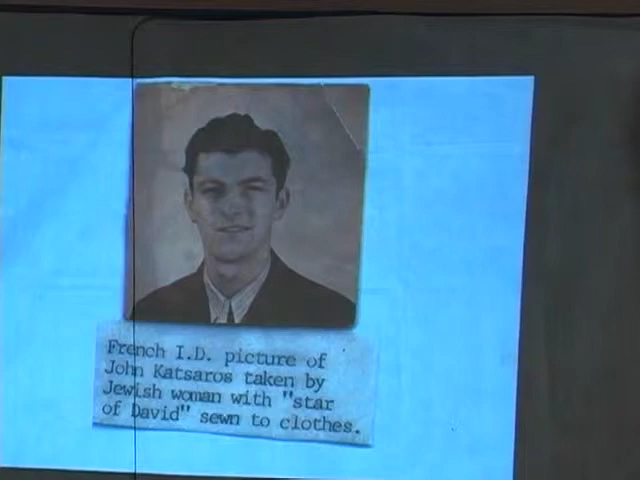 French I.D. picture of
John Katsaros taken by
Jewish woman with "star
of David" sewn to clothes.